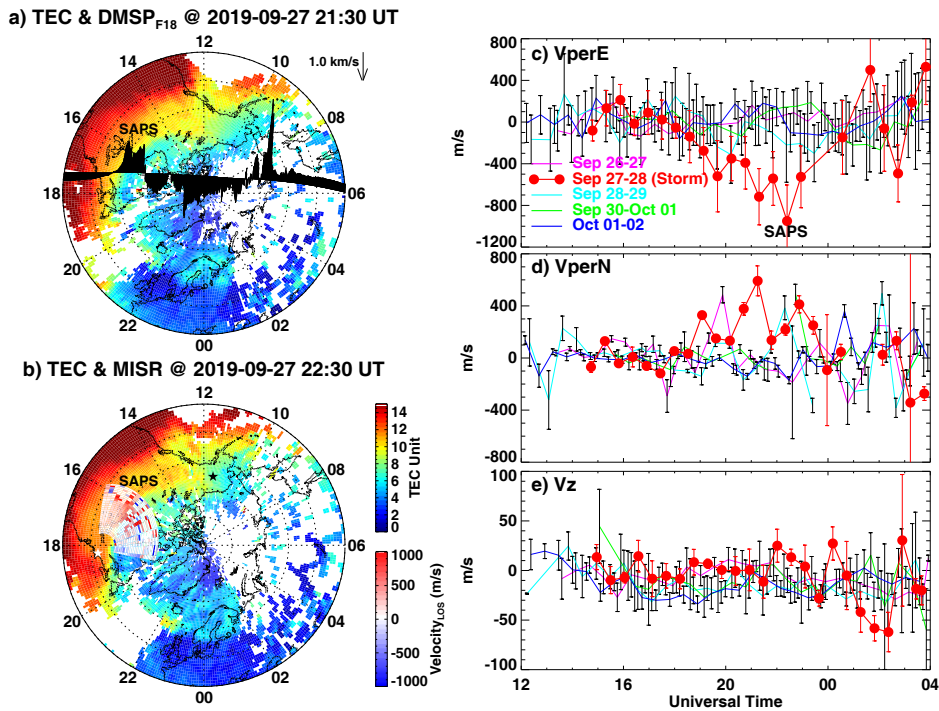 a) TEC & DMSPF18 @ 2019-09-27 21:30 UT
12
14
10
1.0 km/s
16
08
SAPS
18
T
06
20
04
22
02
00
b) TEC & MISR @ 2019-09-27 22:30 UT
12
14
10
16
08
SAPS
18
06
20
04
22
02
00
14
12
10
8
6
4
2
0
TEC Unit
1000
500
0
-500
-1000
VelocityLOS (m/s)
c) VperE
800
400
0
-400
-800
-1200
m/s
Sep 26-27
Sep 27-28 (Storm)
Sep 28-29
Sep 30-Oct 01
Oct 01-02
SAPS
d) VperN
800
400
0
-400
-800
m/s
e) Vz
100
50
0
-50
-100
m/s
12
16
20
00
04
Universal Time